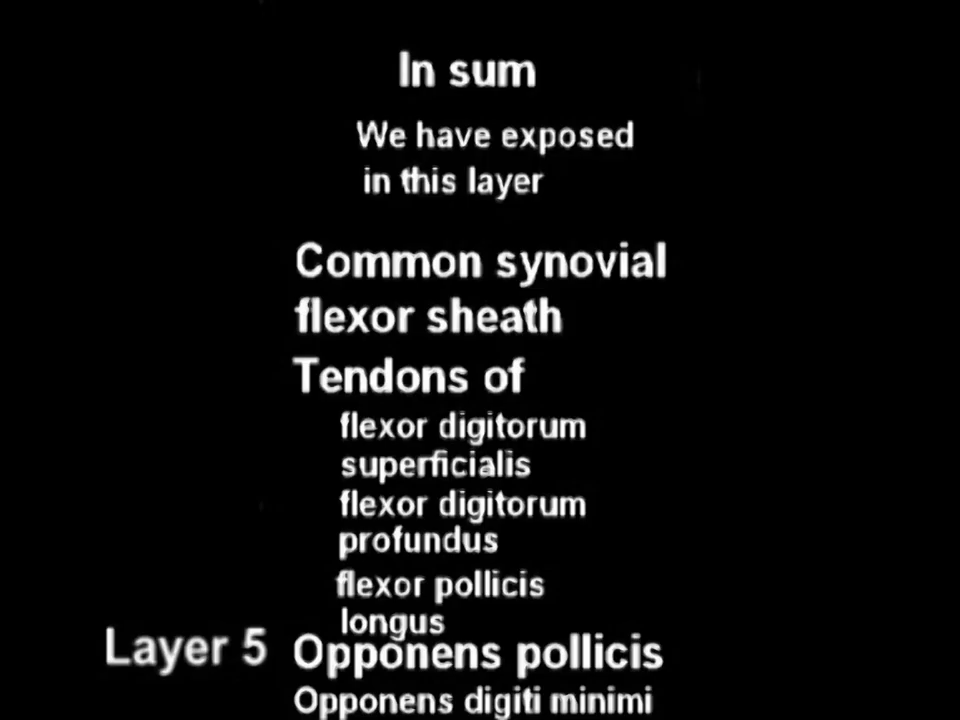 In sum
We have exposed
in this layer
Common synovial
flexor sheath
Tendons of
flexor digitorum
superficialis
flexor digitorum
profundus
flexor pollicis
longus
Layer 5 Opponens pollicis
Opponens digiti minimi